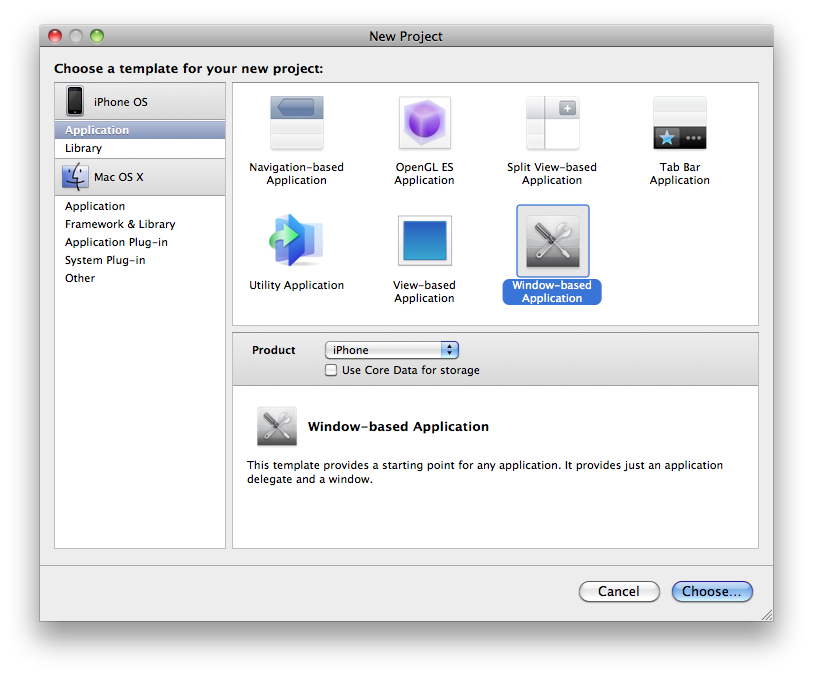 New Project
Choose a template for your new project:
iPhone OS
Application
Library
Mac OS X
Application
Framework & Library
Application Plug-in
System Plug-in
Other
Navigation-based
Application
OpenGL ES
Application
Split View-based
Application
Tab Bar
Application
Utility Application
View-based
Application
Window-based
Application
Product
iPhone
Use Core Data for storage
Window-based Application
This template provides a starting point for any application. It provides just an application
delegate and a window.
Cancel
Choose...